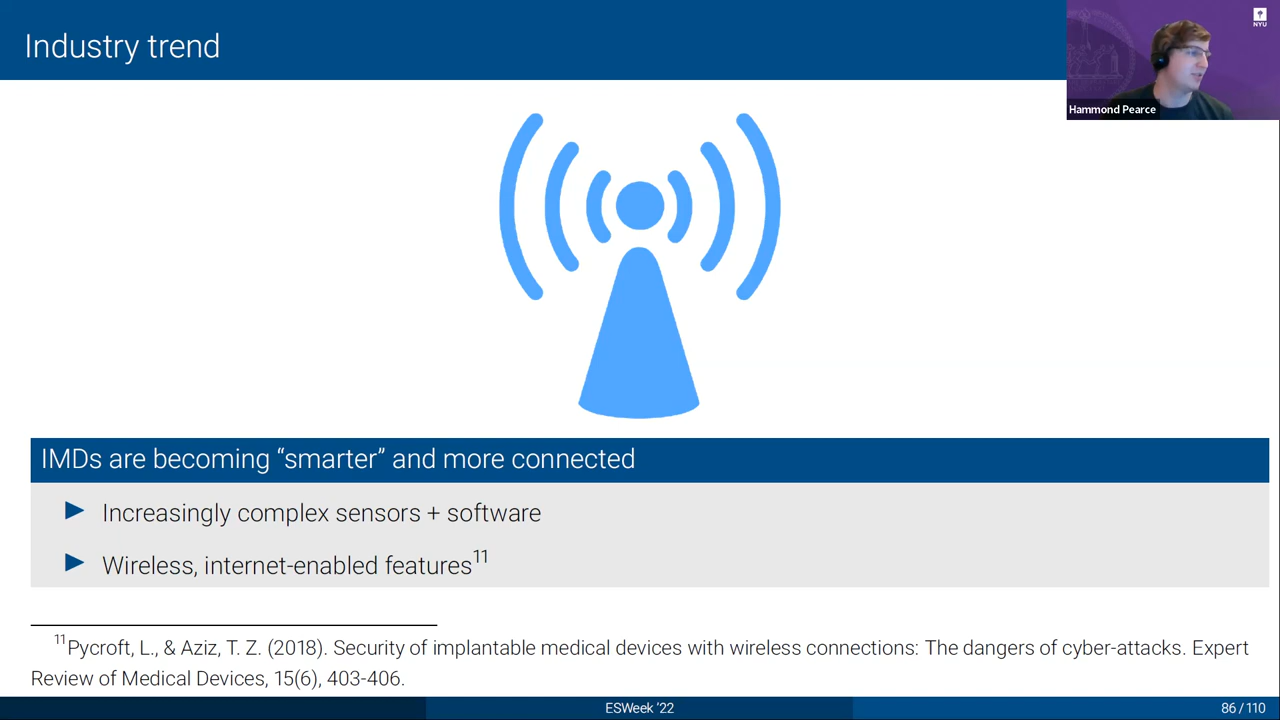 Industry trend
NYU
Hammond Pearce
IMDs are becoming “smarter” and more connected
Increasingly complex sensors + software
Wireless, internet-enabled features11
11Pycroft, L., & Aziz, T. Z. (2018). Security of implantable medical devices with wireless connections: The dangers of cyber-attacks. Expert
Review of Medical Devices, 15(6), 403-406.
ESWeek ’22
86 / 110